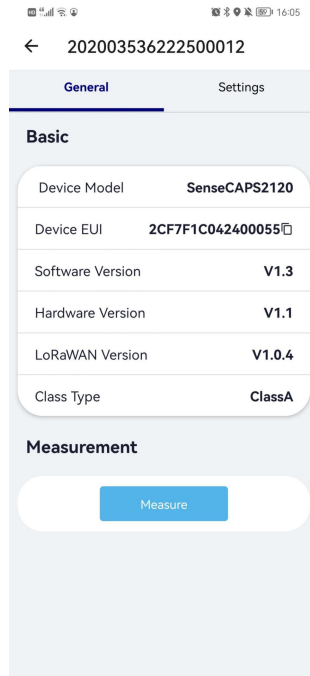 16:05
202003536222500012
General Settings
Basic
Device Model SenseCAPS2120
Device EUI 2CF7F1C042400055
Software Version V1.3
Hardware Version V1.1
LoRaWAN Version V1.0.4
Class Type ClassA
Measurement
Measure